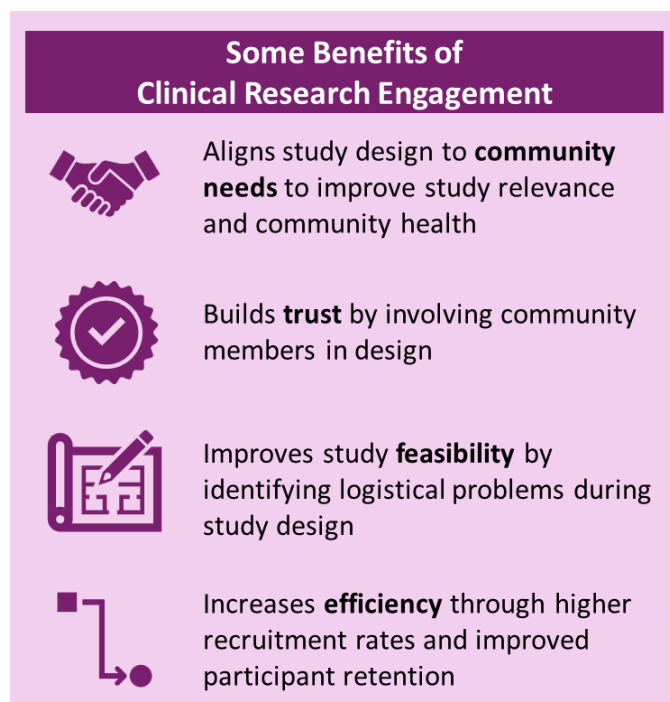 Some Benefits of
Clinical Research Engagement
Aligns study design to community
needs to improve study relevance
and community health
Builds trust by involving community
members in design
Improves study feasibility by
identifying logistical problems during
study design
Increases efficiency through higher
recruitment rates and improved
participant retention